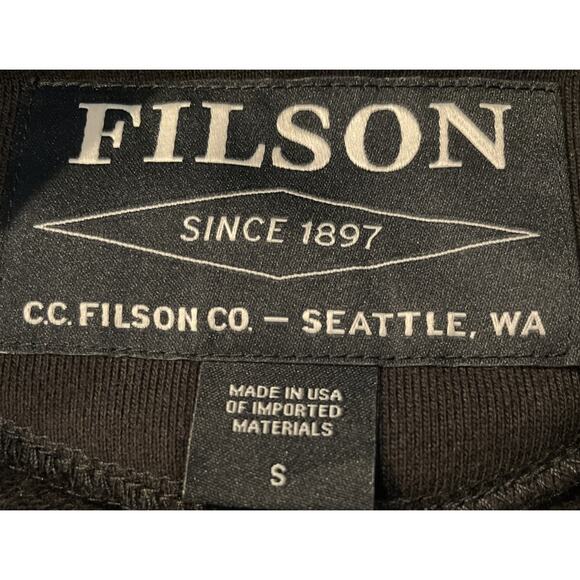 FILSON
SINCE 1897
C.C. FILSON CO. — SEATTLE, WA
MADE IN USA
OF IMPORTED
MATERIALS
S